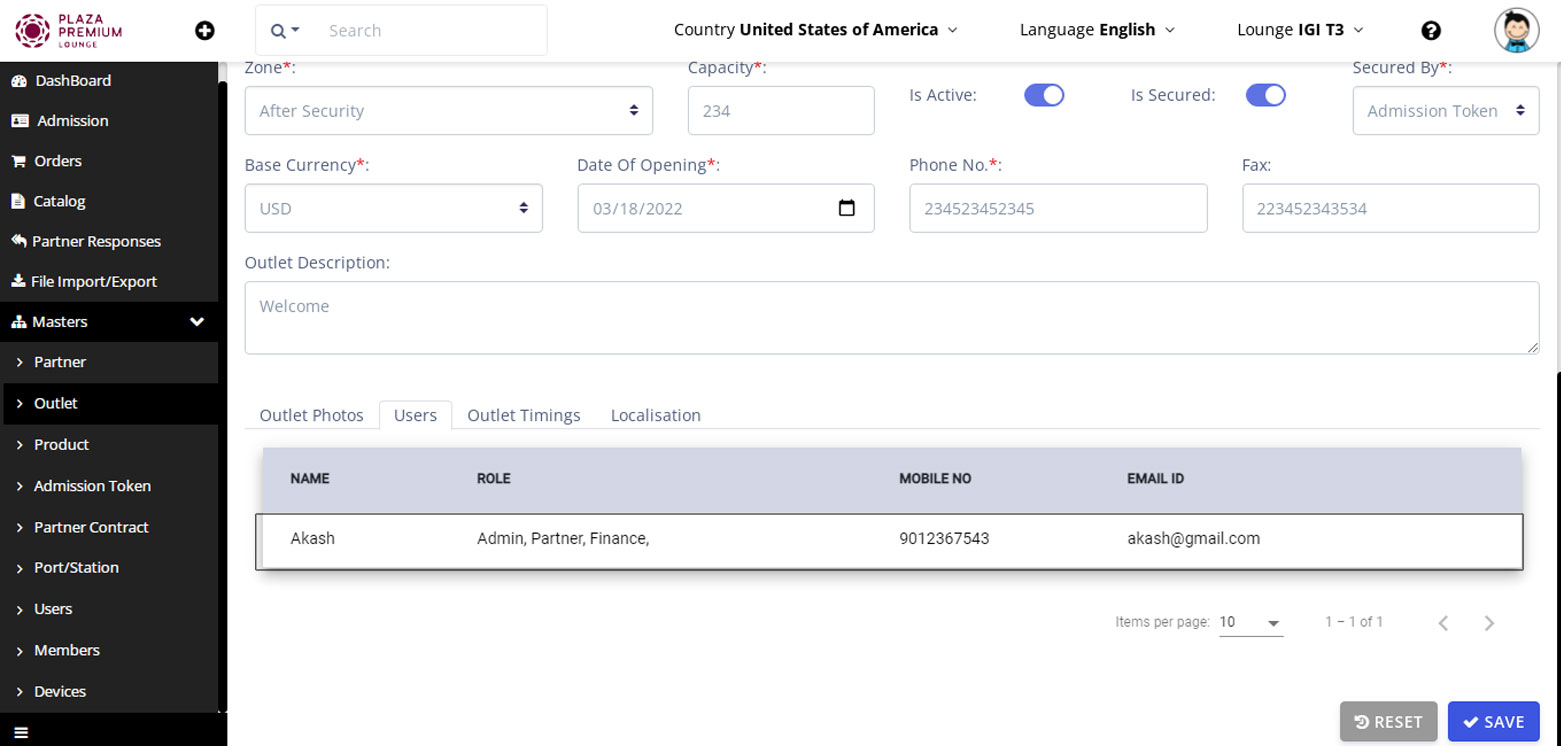 PLAZA
PREMIUM
LOUNGE
Search
Country United States of America
Language English
Lounge IGI T3
DashBoard
Admission
Orders
Catalog
Partner Responses
File Import/Export
Masters
Partner
Outlet
Product
Admission Token
Partner Contract
Port/Station
Users
Members
Devices
Zone*:
Capacity*:
Is Active:
Is Secured:
Secured By*:
After Security
234
Admission Token
Base Currency*:
Date Of Opening*:
Phone No.*:
Fax:
USD
03/18/2022
234523452345
223452343534
Outlet Description:
Welcome
Outlet Photos
Users
Outlet Timings
Localisation
NAME ROLE MOBILE NO EMAIL ID
Akash Admin, Partner, Finance, 9012367543 akash@gmail.com
Items per page: 10 1 – 1 of 1
RESET
SAVE